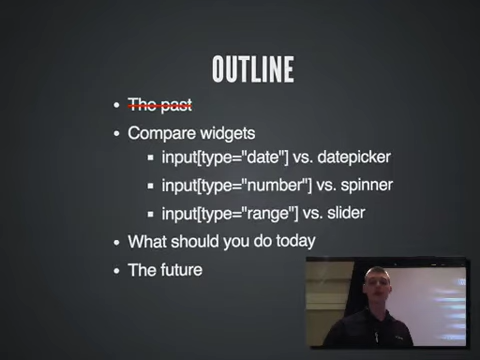 OUTLINE
The past
Compare widgets
input[type="date"] vs. datepicker
input[type="number"] vs. spinner
input[type="range"] vs. slider
What should you do today
The future